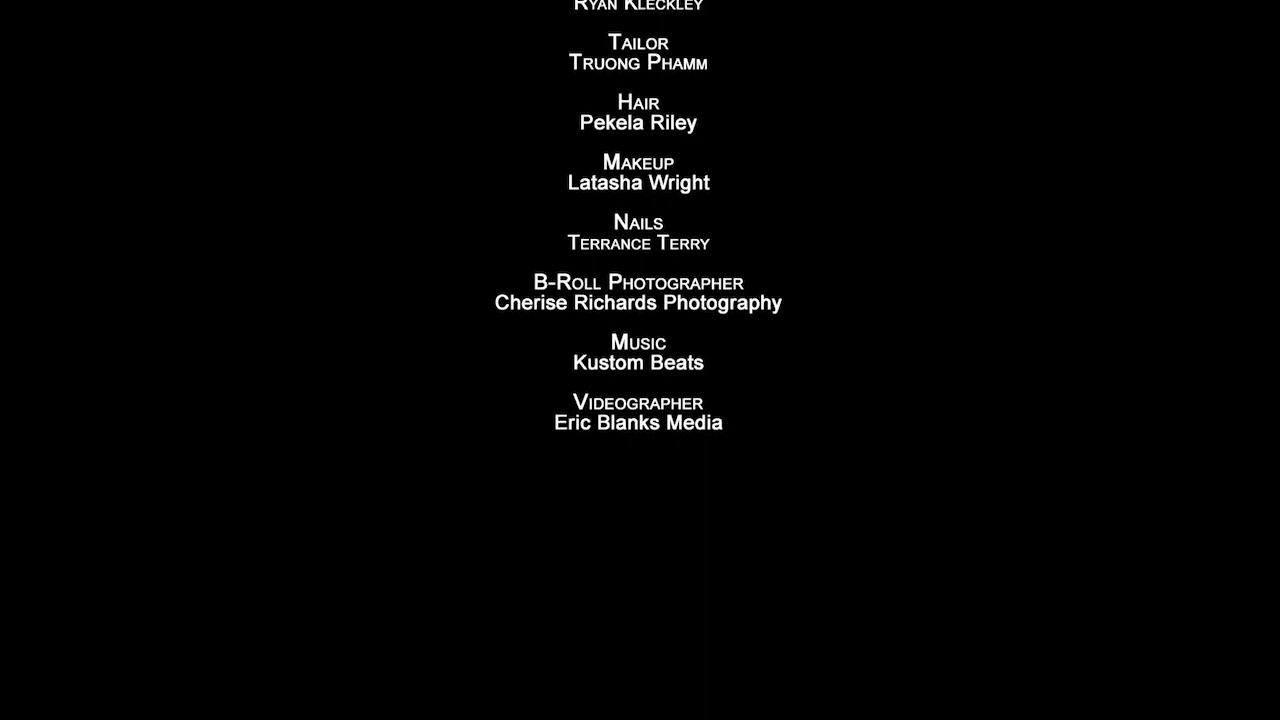 Ryan Kleckley
Tailor
Truong Phamm
Hair
Pekela Riley
Makeup
Latasha Wright
Nails
Terrance Terry
B-Roll Photographer
Cherise Richards Photography
Music
Kustom Beats
Videographer
Eric Blanks Media